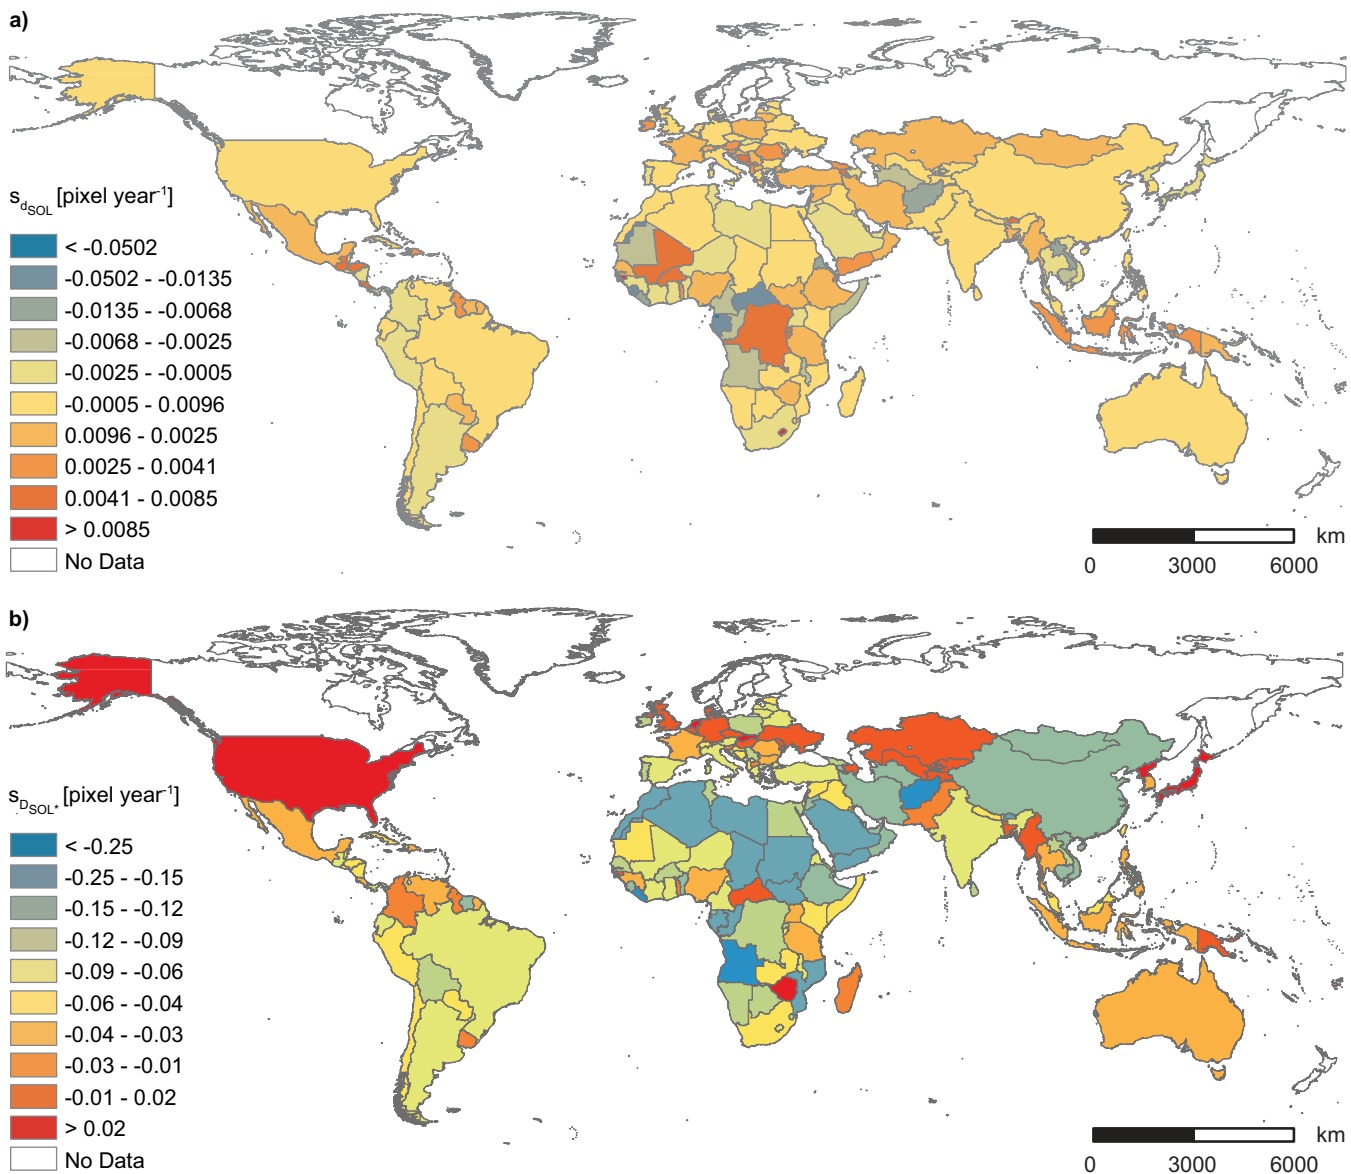 a)
s_dSOL [pixel year-1]
< -0.0502
-0.0502 - -0.0135
-0.0135 - -0.0068
-0.0068 - -0.0025
-0.0025 - -0.0005
-0.0005 - 0.0096
0.0096 - 0.0025
0.0025 - 0.0041
0.0041 - 0.0085
> 0.0085
No Data
km
0 3000 6000
b)
s_DSOL* [pixel year-1]
< -0.25
-0.25 - -0.15
-0.15 - -0.12
-0.12 - -0.09
-0.09 - -0.06
-0.06 - -0.04
-0.04 - -0.03
-0.03 - -0.01
-0.01 - 0.02
> 0.02
No Data
km
0 3000 6000